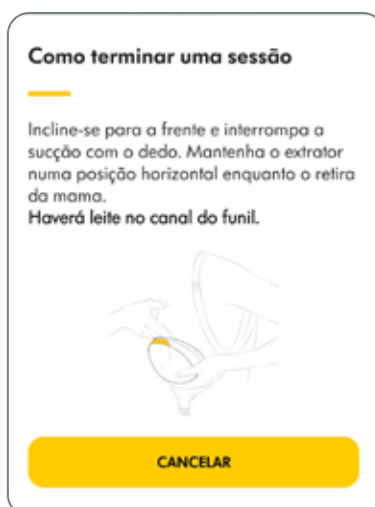 Como terminar uma sessão
Incline-se para a frente e interrompa a
sucção com o dedo. Mantenha o extrator
numa posição horizontal enquanto o retira
da mama.
Haverá leite no canal do funil.
CANCELAR